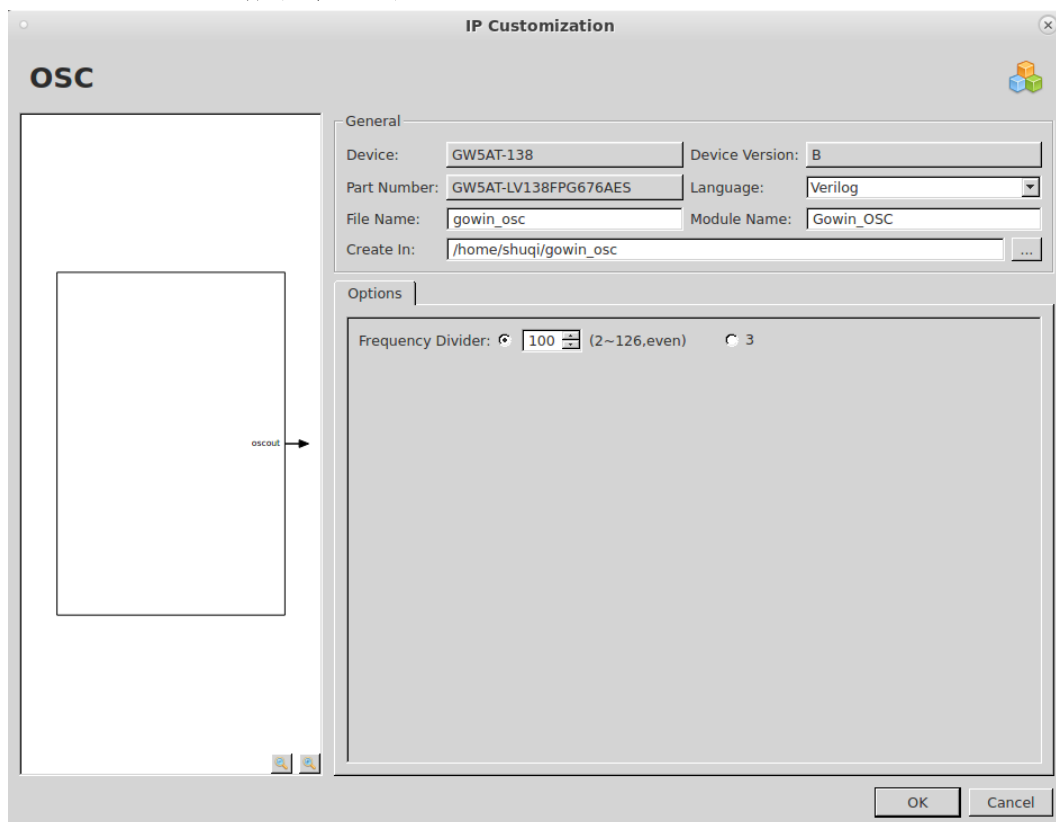 IP Customization
OSC
General
Device: GW5AT-138 Device Version: B
Part Number: GW5AT-LV138FPG676AES Language: Verilog
File Name: gowin_osc Module Name: Gowin_OSC
Create In: /home/shuqi/gowin_osc ...
Options
Frequency Divider: 100 (2~126,even) 3
oscout
OK Cancel